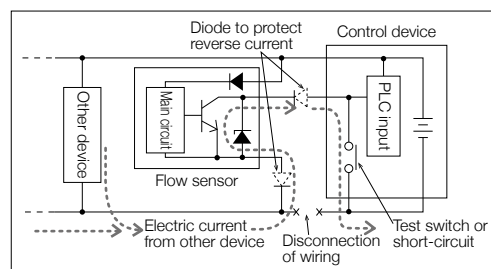 Diode to protect
reverse current
Control device
Other device
Main circuit
PLC input
Flow sensor
Electric current
from other device
Disconnection
of wiring
Test switch or
short-circuit